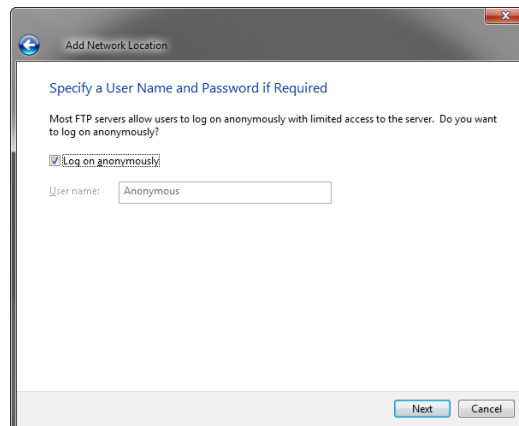 Add Network Location
Specify a User Name and Password if Required
Most FTP servers allow users to log on anonymously with limited access to the server. Do you want
to log on anonymously?
Log on anonymously
User name: Anonymous
Next Cancel